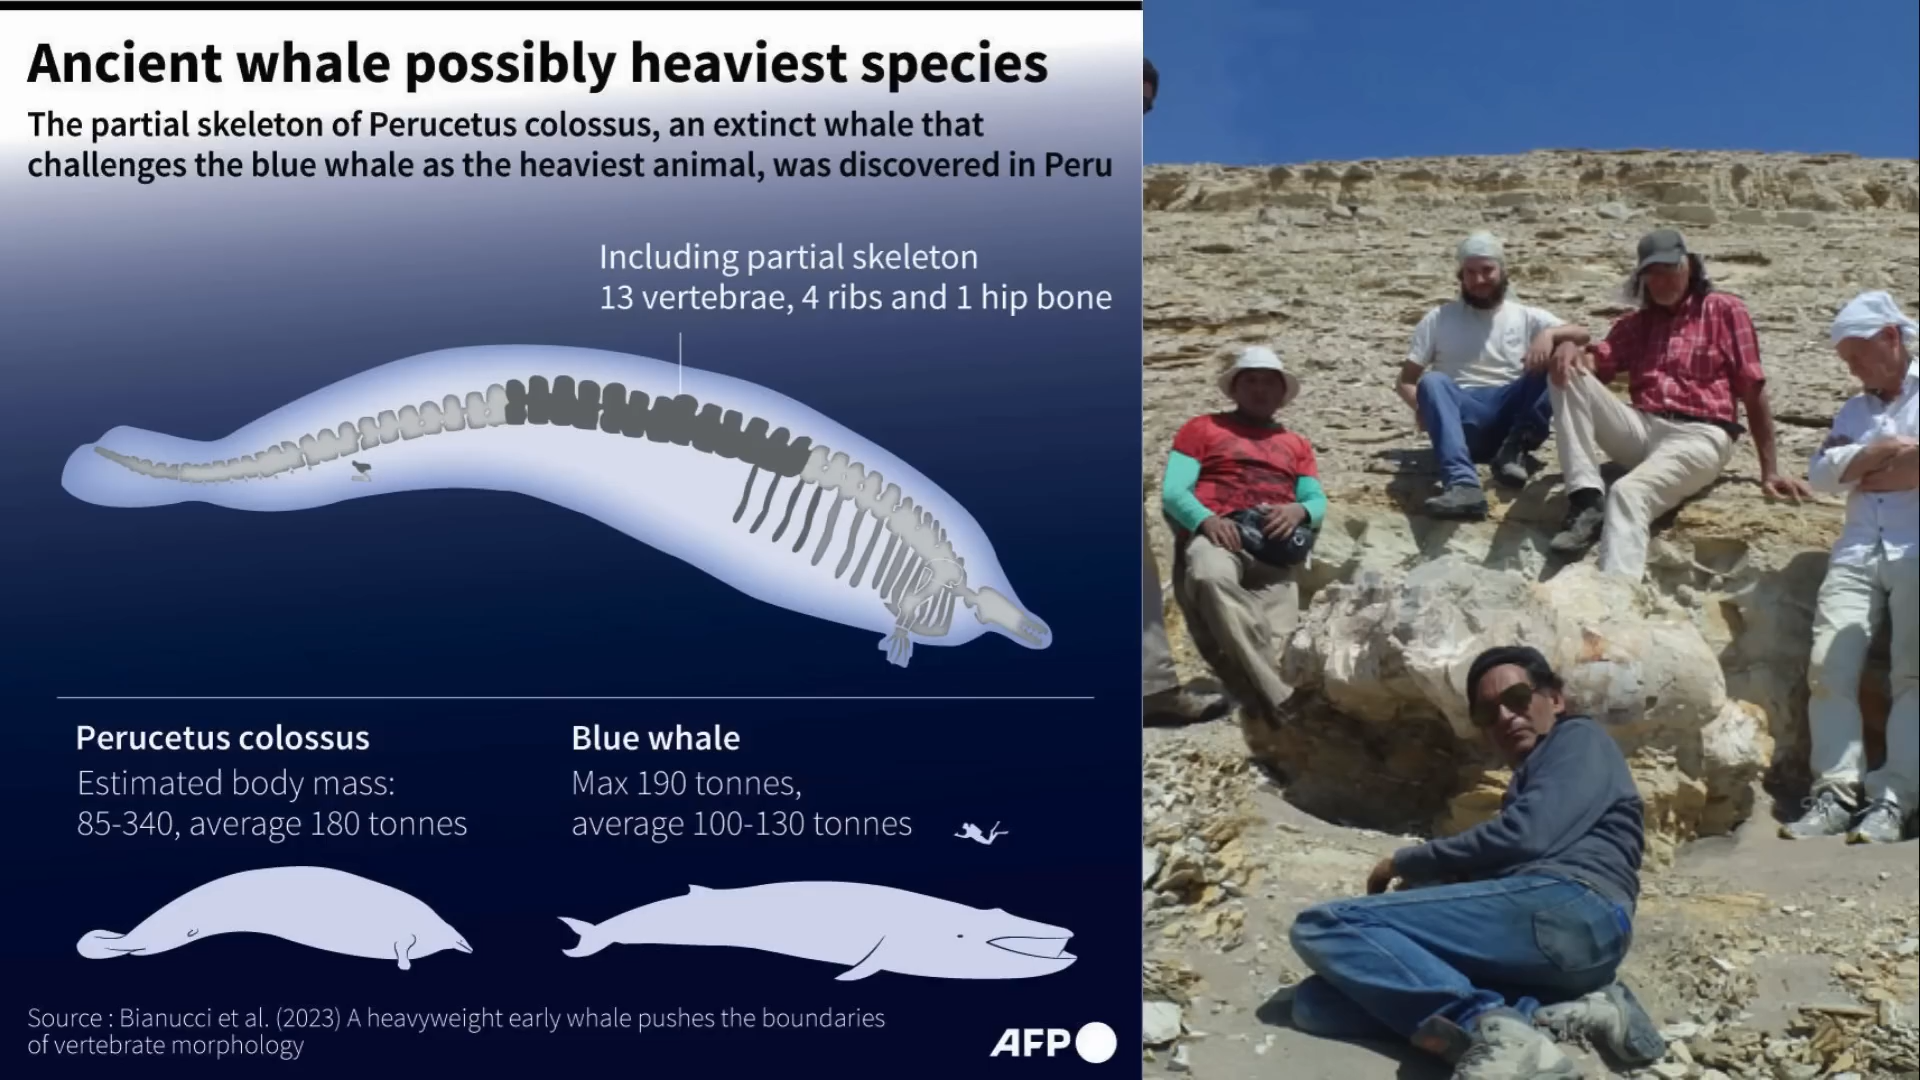 Ancient whale possibly heaviest species
The partial skeleton of Perucetus colossus, an extinct whale that
challenges the blue whale as the heaviest animal, was discovered in Peru
Including partial skeleton
13 vertebrae, 4 ribs and 1 hip bone
Perucetus colossus
Estimated body mass:
85-340, average 180 tonnes
Blue whale
Max 190 tonnes,
average 100-130 tonnes
Source : Bianucci et al. (2023) A heavyweight early whale pushes the boundaries
of vertebrate morphology
AFP